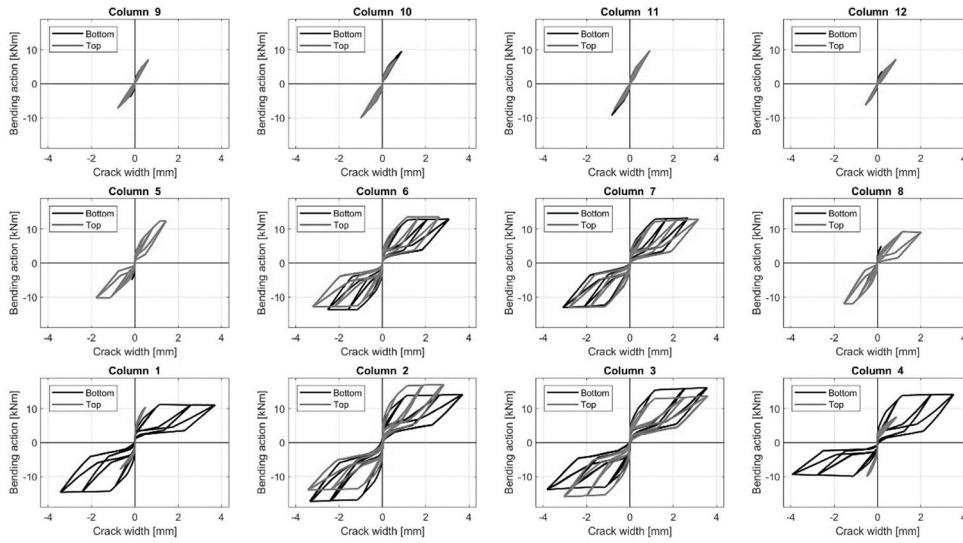 Column 9
Column 10
Column 11
Column 12
Bending action [kNm]
10
0
-10
Bottom
Top
-4 -2 0 2 4
Crack width [mm]
Bending action [kNm]
10
0
-10
Bottom
Top
-4 -2 0 2 4
Crack width [mm]
Bending action [kNm]
10
0
-10
Bottom
Top
-4 -2 0 2 4
Crack width [mm]
Bending action [kNm]
10
0
-10
Bottom
Top
-4 -2 0 2 4
Crack width [mm]
Column 5
Column 6
Column 7
Column 8
Bending action [kNm]
10
0
-10
Bottom
Top
-4 -2 0 2 4
Crack width [mm]
Bending action [kNm]
10
0
-10
Bottom
Top
-4 -2 0 2 4
Crack width [mm]
Bending action [kNm]
10
0
-10
Bottom
Top
-4 -2 0 2 4
Crack width [mm]
Bending action [kNm]
10
0
-10
Bottom
Top
-4 -2 0 2 4
Crack width [mm]
Column 1
Column 2
Column 3
Column 4
Bending action [kNm]
10
0
-10
Bottom
Top
-4 -2 0 2 4
Crack width [mm]
Bending action [kNm]
10
0
-10
Bottom
Top
-4 -2 0 2 4
Crack width [mm]
Bending action [kNm]
10
0
-10
Bottom
Top
-4 -2 0 2 4
Crack width [mm]
Bending action [kNm]
10
0
-10
Bottom
Top
-4 -2 0 2 4
Crack width [mm]